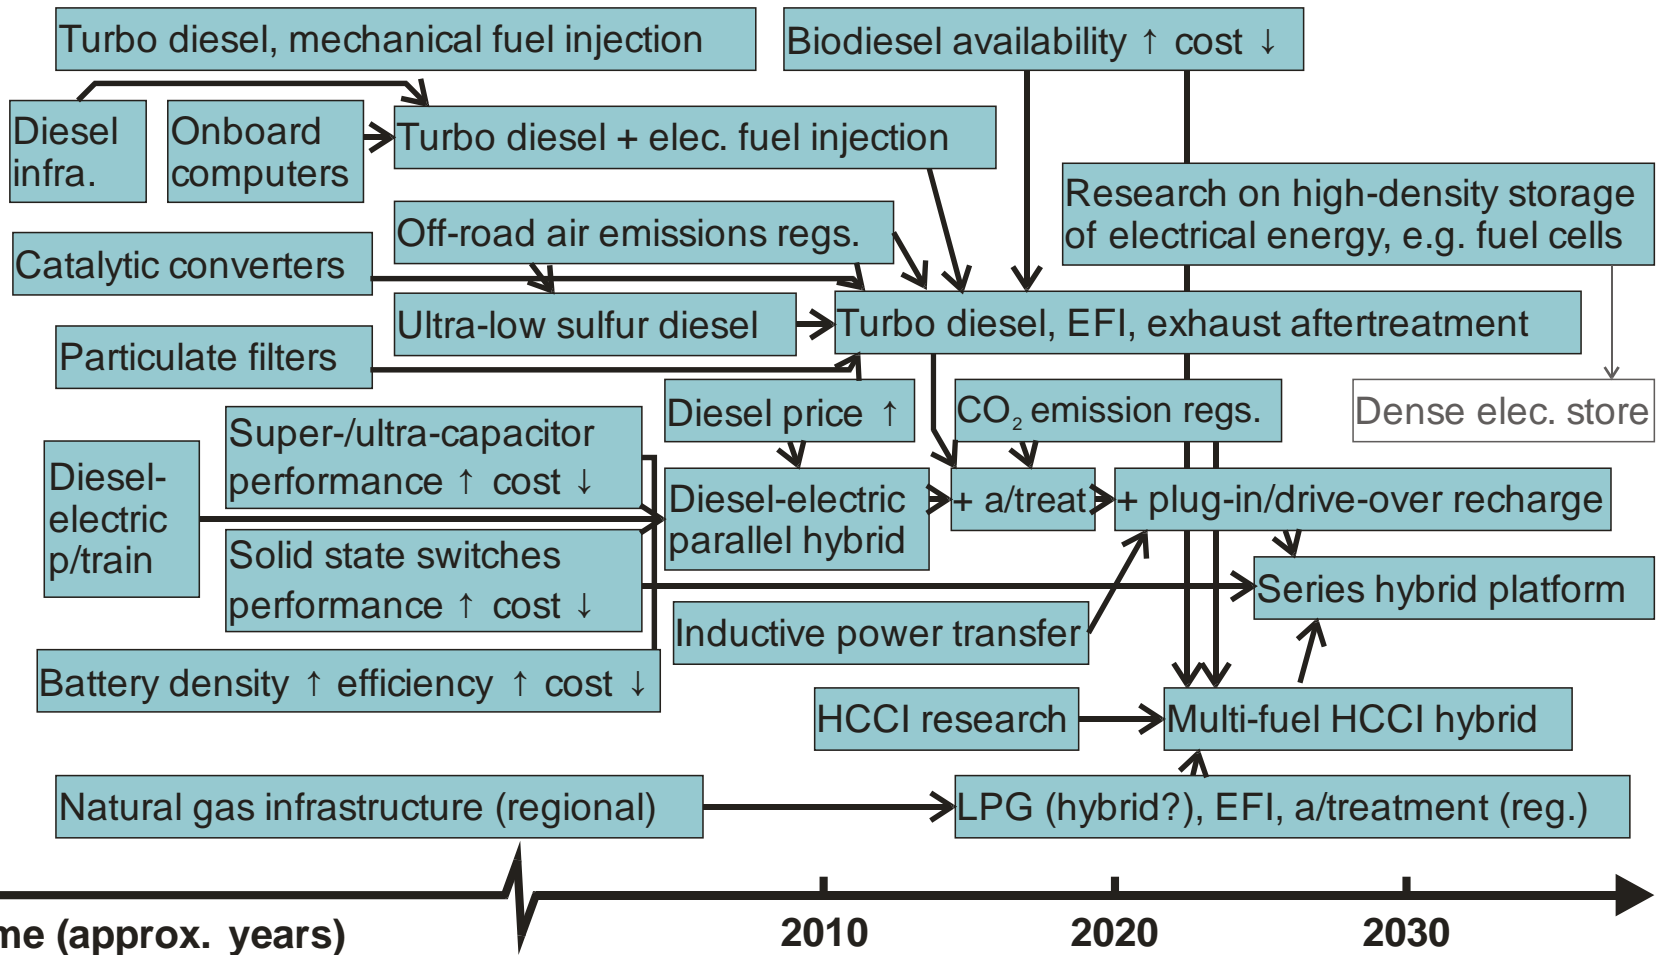 Turbo diesel, mechanical fuel injection
Biodiesel availability ↑ cost ↓
Diesel
infra.
Onboard
computers
Turbo diesel + elec. fuel injection
Research on high-density storage
of electrical energy, e.g. fuel cells
Off-road air emissions regs.
Catalytic converters
Ultra-low sulfur diesel
Turbo diesel, EFI, exhaust aftertreatment
Particulate filters
Diesel price ↑
CO₂ emission regs.
Dense elec. store
Super-/ultra-capacitor
performance ↑ cost ↓
Diesel-
electric
p/train
Diesel-electric
parallel hybrid
+ a/treat
+ plug-in/drive-over recharge
Solid state switches
performance ↑ cost ↓
Series hybrid platform
Inductive power transfer
Battery density ↑ efficiency ↑ cost ↓
HCCI research
Multi-fuel HCCI hybrid
Natural gas infrastructure (regional)
LPG (hybrid?), EFI, a/treatment (reg.)
me (approx. years)
2010
2020
2030